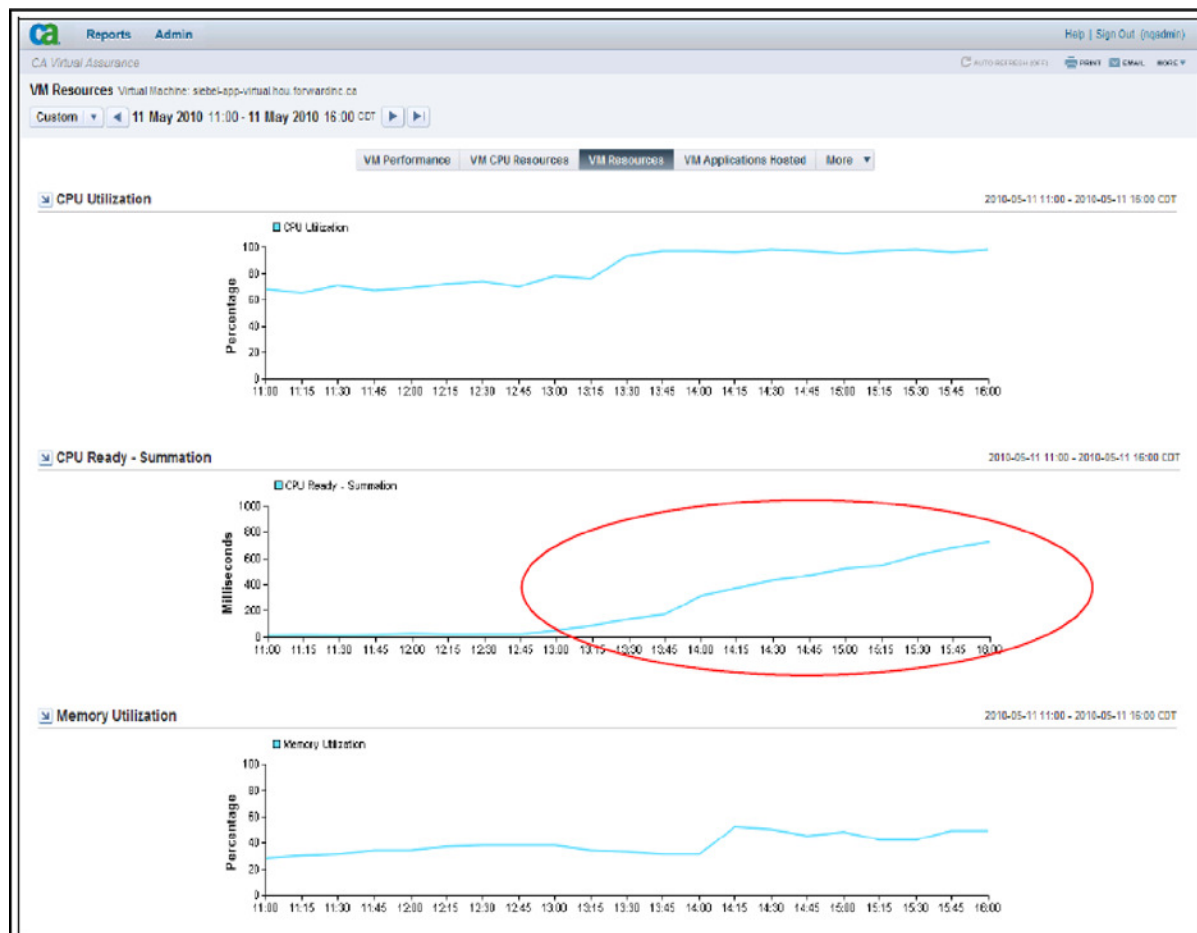 ca Reports Admin Help | Sign Out (nqadmin)
CA Virtual Assurance AUTO REFRESH (OFF) PRINT EMAIL MORE
VM Resources Virtual Machine: siebel-app-virtual.hou.forwardinc.ca
Custom 11 May 2010 11:00 - 11 May 2010 16:00 CDT
VM Performance VM CPU Resources VM Resources VM Applications Hosted More
CPU Utilization 2010-05-11 11:00 - 2010-05-11 16:00 CDT
CPU Utilization
Percentage
100
80
60
40
20
0
11:00 11:15 11:30 11:45 12:00 12:15 12:30 12:45 13:00 13:15 13:30 13:45 14:00 14:15 14:30 14:45 15:00 15:15 15:30 15:45 16:00
CPU Ready - Summation 2010-05-11 11:00 - 2010-05-11 16:00 CDT
CPU Ready - Summation
Milliseconds
1000
800
600
400
200
0
11:00 11:15 11:30 11:45 12:00 12:15 12:30 12:45 13:00 13:15 13:30 13:45 14:00 14:15 14:30 14:45 15:00 15:15 15:30 15:45 16:00
Memory Utilization 2010-05-11 11:00 - 2010-05-11 16:00 CDT
Memory Utilization
Percentage
100
80
60
40
20
0
11:00 11:15 11:30 11:45 12:00 12:15 12:30 12:45 13:00 13:15 13:30 13:45 14:00 14:15 14:30 14:45 15:00 15:15 15:30 15:45 16:00